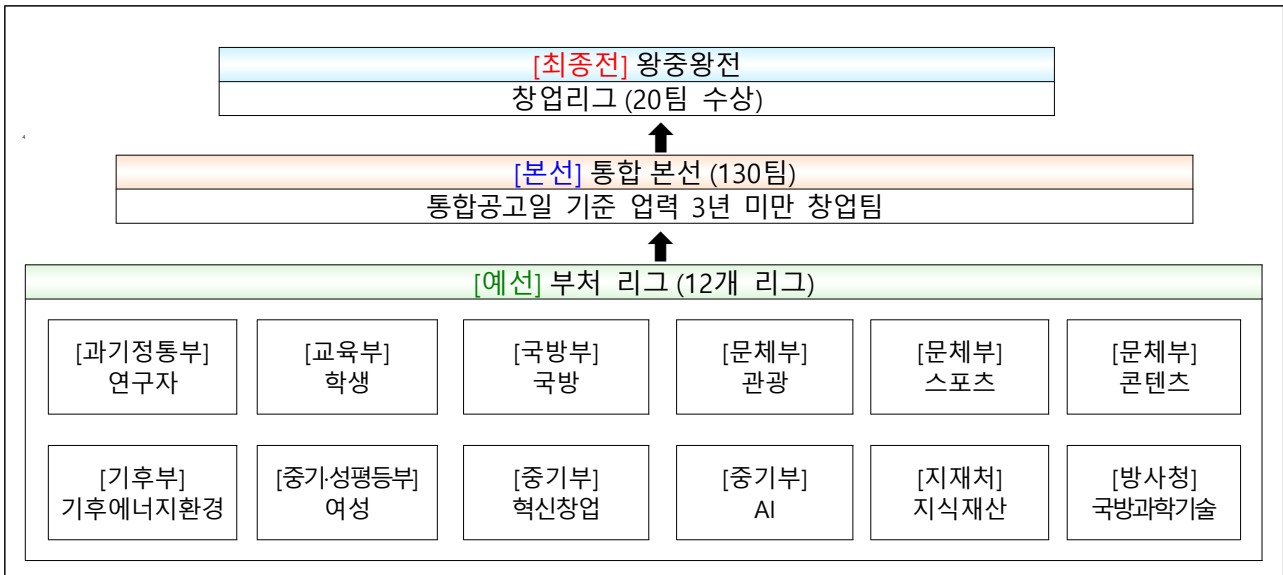 [최종전] 왕중왕전
창업리그 (20팀 수상)
[본선] 통합 본선 (130팀)
통합공고일 기준 업력 3년 미만 창업팀
[예선] 부처 리그 (12개 리그)
[과기정통부]
연구자
[교육부]
학생
[국방부]
국방
[문체부]
관광
[문체부]
스포츠
[문체부]
콘텐츠
[기후부]
기후에너지환경
[중기·성평등부]
여성
[중기부]
혁신창업
[중기부]
AI
[지재처]
지식재산
[방사청]
국방과학기술